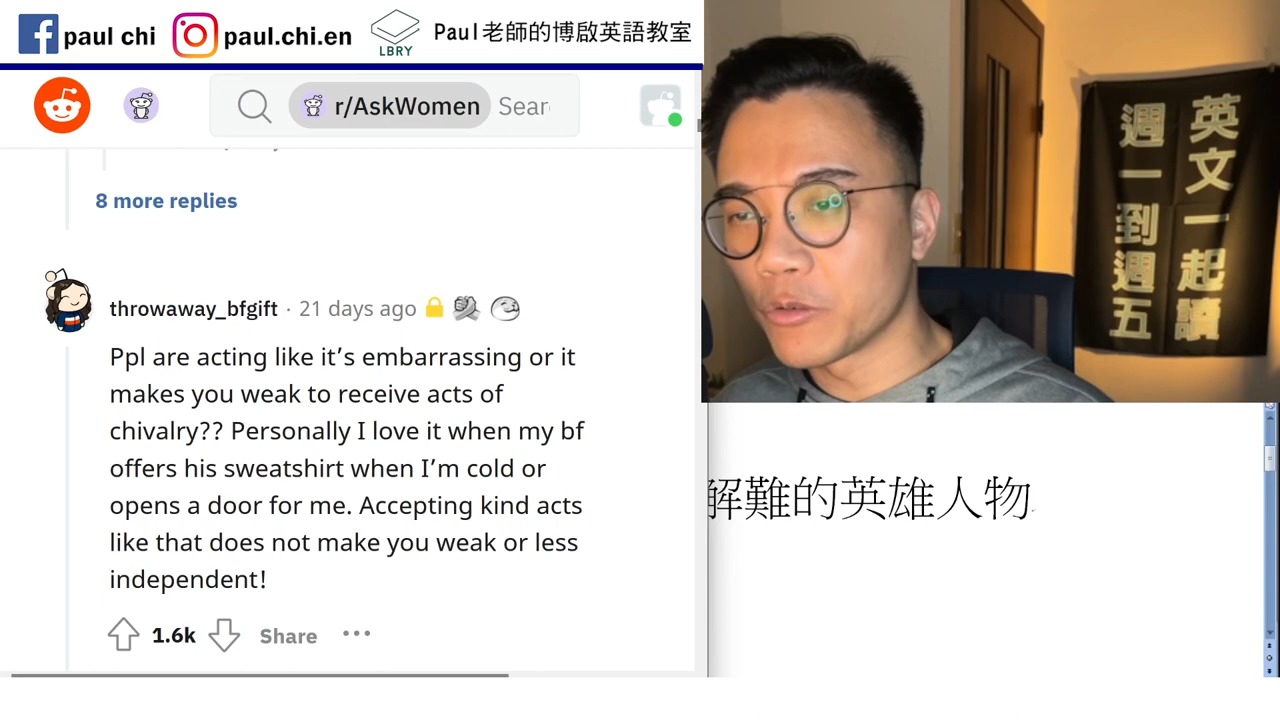 paul chi
paul.chi.en
LBRY
Paul老師的博啟英語教室
r/AskWomen
Sear
8 more replies
throwaway_bfgift · 21 days ago
Ppl are acting like it’s embarrassing or it
makes you weak to receive acts of
chivalry?? Personally I love it when my bf
offers his sweatshirt when I’m cold or
opens a door for me. Accepting kind acts
like that does not make you weak or less
independent!
1.6k
Share
英文一起讀
週一到週五
解難的英雄人物